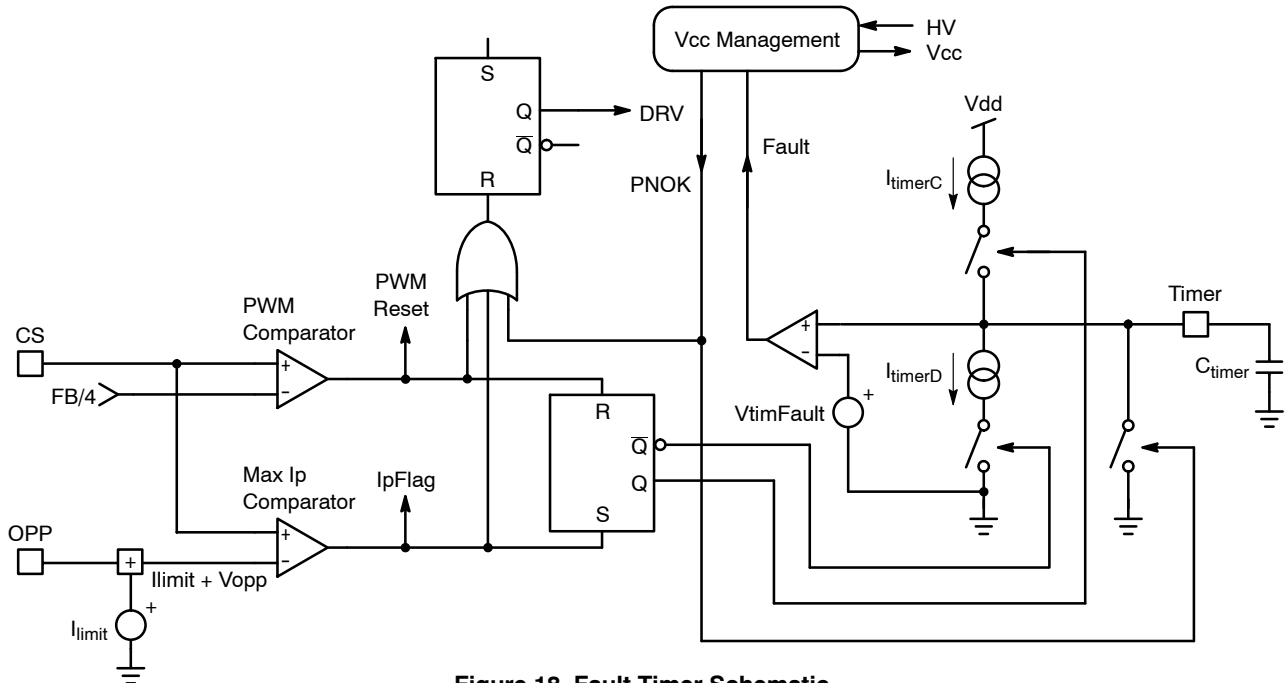 Vcc Management
HV
Vcc
S
Q
DRV
Q
R
Fault
PNOK
Vdd
ItimerC
PWM
Reset
PWM
Comparator
CS
+
−
FB/4
+
−
Timer
ItimerD
Ctimer
VtimFault
+
R
Q
Q
S
Max Ip
Comparator
IpFlag
OPP
+
−
+
Ilimit + Vopp
+
Ilimit
Figure 18. Fault Timer Schematic